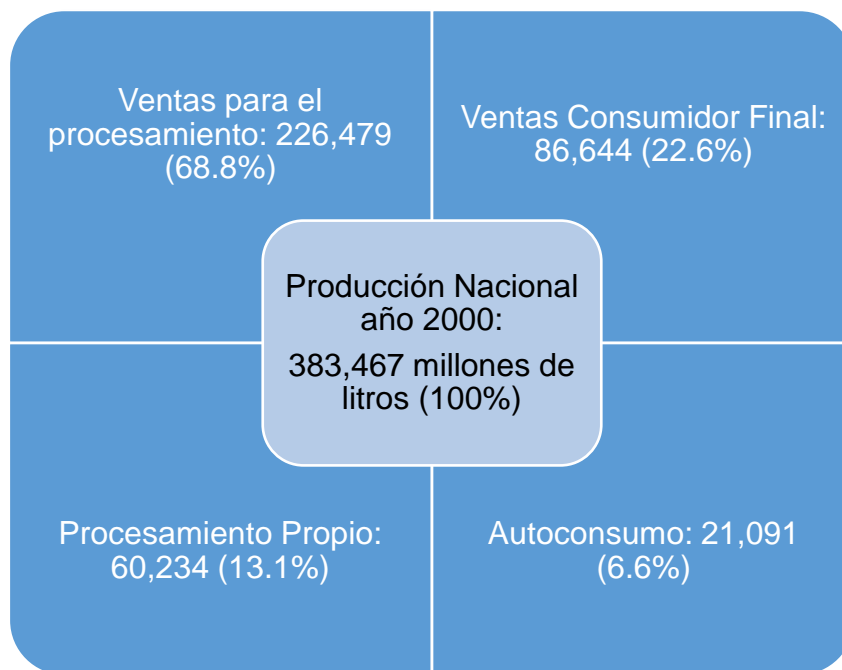 Ventas para el
procesamiento: 226,479
(68.8%)
Ventas Consumidor Final:
86,644 (22.6%)
Producción Nacional
año 2000:
383,467 millones de
litros (100%)
Procesamiento Propio:
60,234 (13.1%)
Autoconsumo: 21,091
(6.6%)